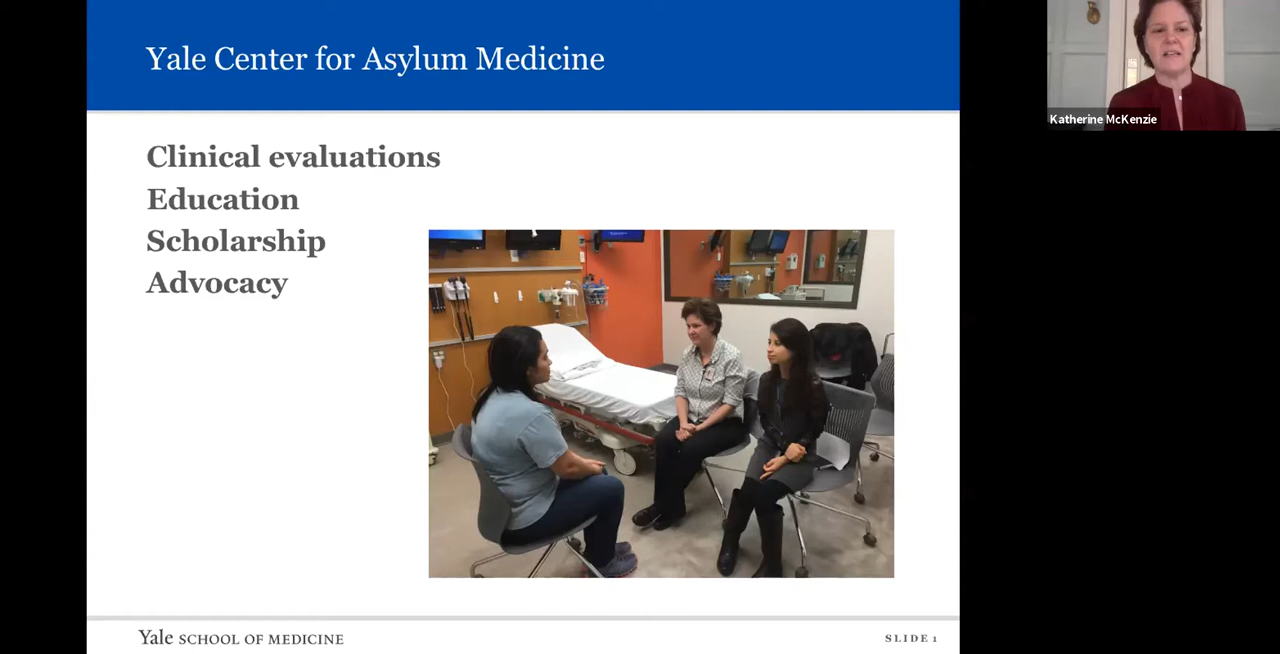 Yale Center for Asylum Medicine
Katherine McKenzie
Clinical evaluations
Education
Scholarship
Advocacy
Yale SCHOOL OF MEDICINE
SLIDE 1